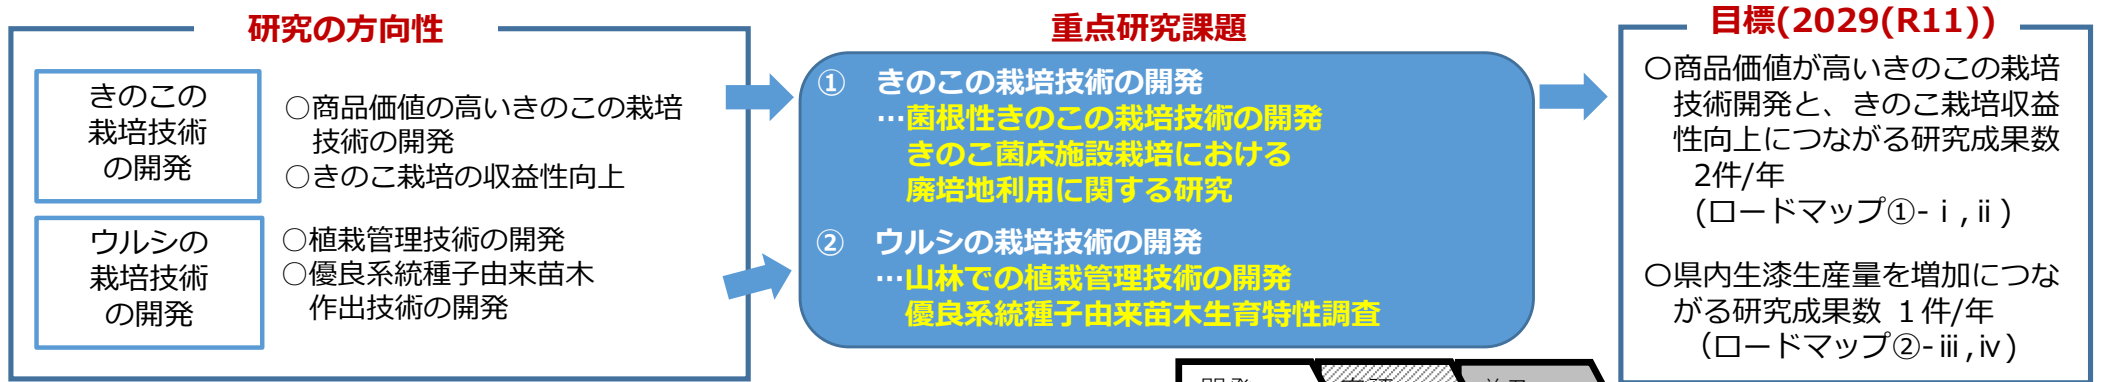 研究の方向性
きのこの
栽培技術
の開発
○商品価値の高いきのこの栽培
技術の開発
○きのこ栽培の収益性向上
ウルシの
栽培技術
の開発
○植栽管理技術の開発
○優良系統種子由来苗木
作出技術の開発
重点研究課題
① きのこの栽培技術の開発
…菌根性きのこの栽培技術の開発
きのこ菌床施設栽培における
廃培地利用に関する研究
② ウルシの栽培技術の開発
…山林での植栽管理技術の開発
優良系統種子由来苗木生育特性調査
目標(2029(R11))
○商品価値が高いきのこの栽培
技術開発と、きのこ栽培収益
性向上につながる研究成果数
2件/年
(ロードマップ①-ⅰ,ⅱ)
○県内生漆生産量を増加につな
がる研究成果数 1件/年
（ロードマップ②-ⅲ,ⅳ)